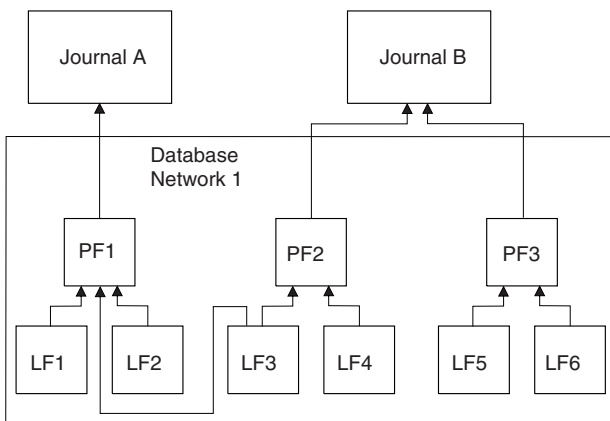 Journal A
Journal B
Database
Network 1
PF1
PF2
PF3
LF1
LF2
LF3
LF4
LF5
LF6